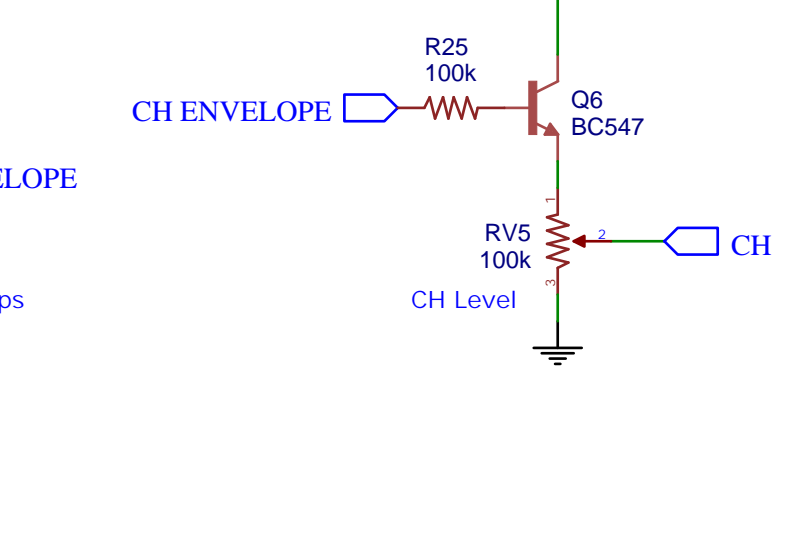 R25
100k
CH ENVELOPE
Q6
BC547
ELOPE
1
RV5
100k
2
CH
3
ps
CH Level